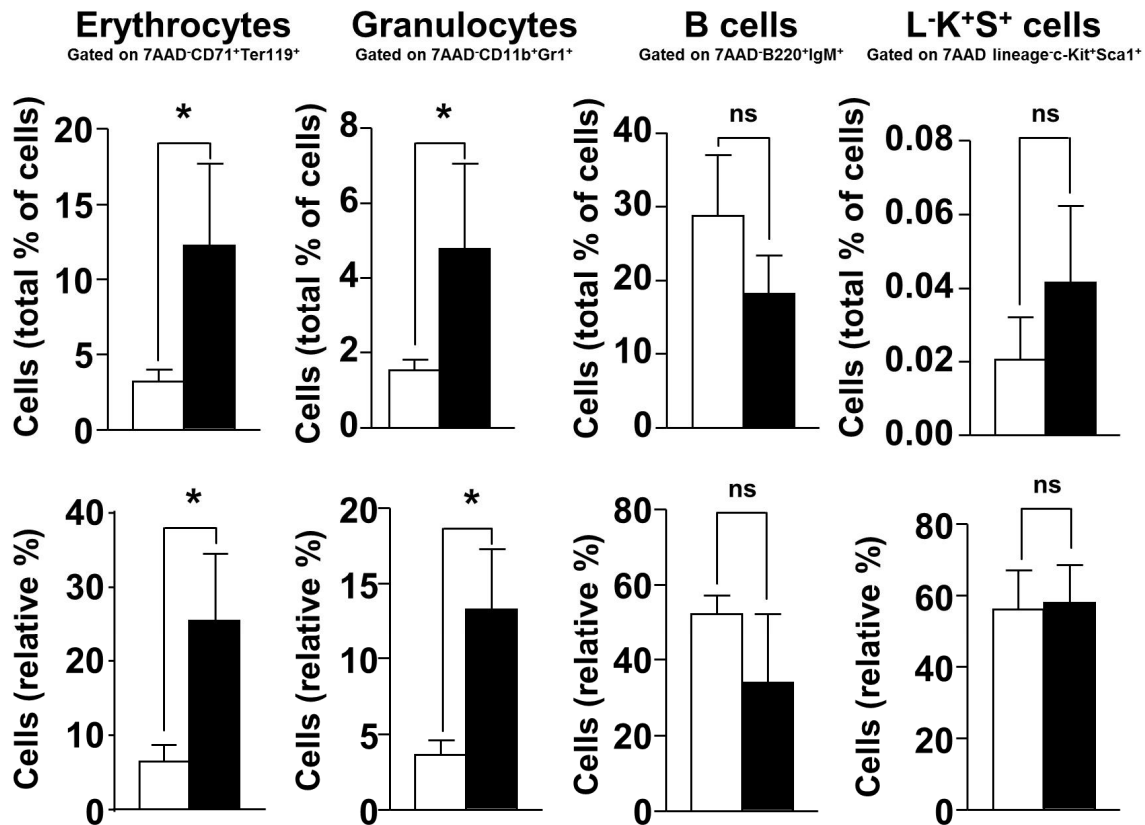 Erythrocytes
Gated on 7AAD⁻CD71⁺Ter119⁺
Granulocytes
Gated on 7AAD⁻CD11b⁺Gr1⁺
B cells
Gated on 7AAD⁻B220⁺IgM⁺
L⁻K⁺S⁺ cells
Gated on 7AAD lineage⁻c-Kit⁺Sca1⁺
Cells (total % of cells)
20
15
10
5
0
*
Cells (total % of cells)
8
6
4
2
0
*
Cells (total % of cells)
40
30
20
10
0
ns
Cells (total % of cells)
0.08
0.06
0.04
0.02
0.00
ns
Cells (relative %)
40
30
20
10
0
*
Cells (relative %)
20
15
10
5
0
*
Cells (relative %)
80
60
40
20
0
ns
Cells (relative %)
80
60
40
20
0
ns